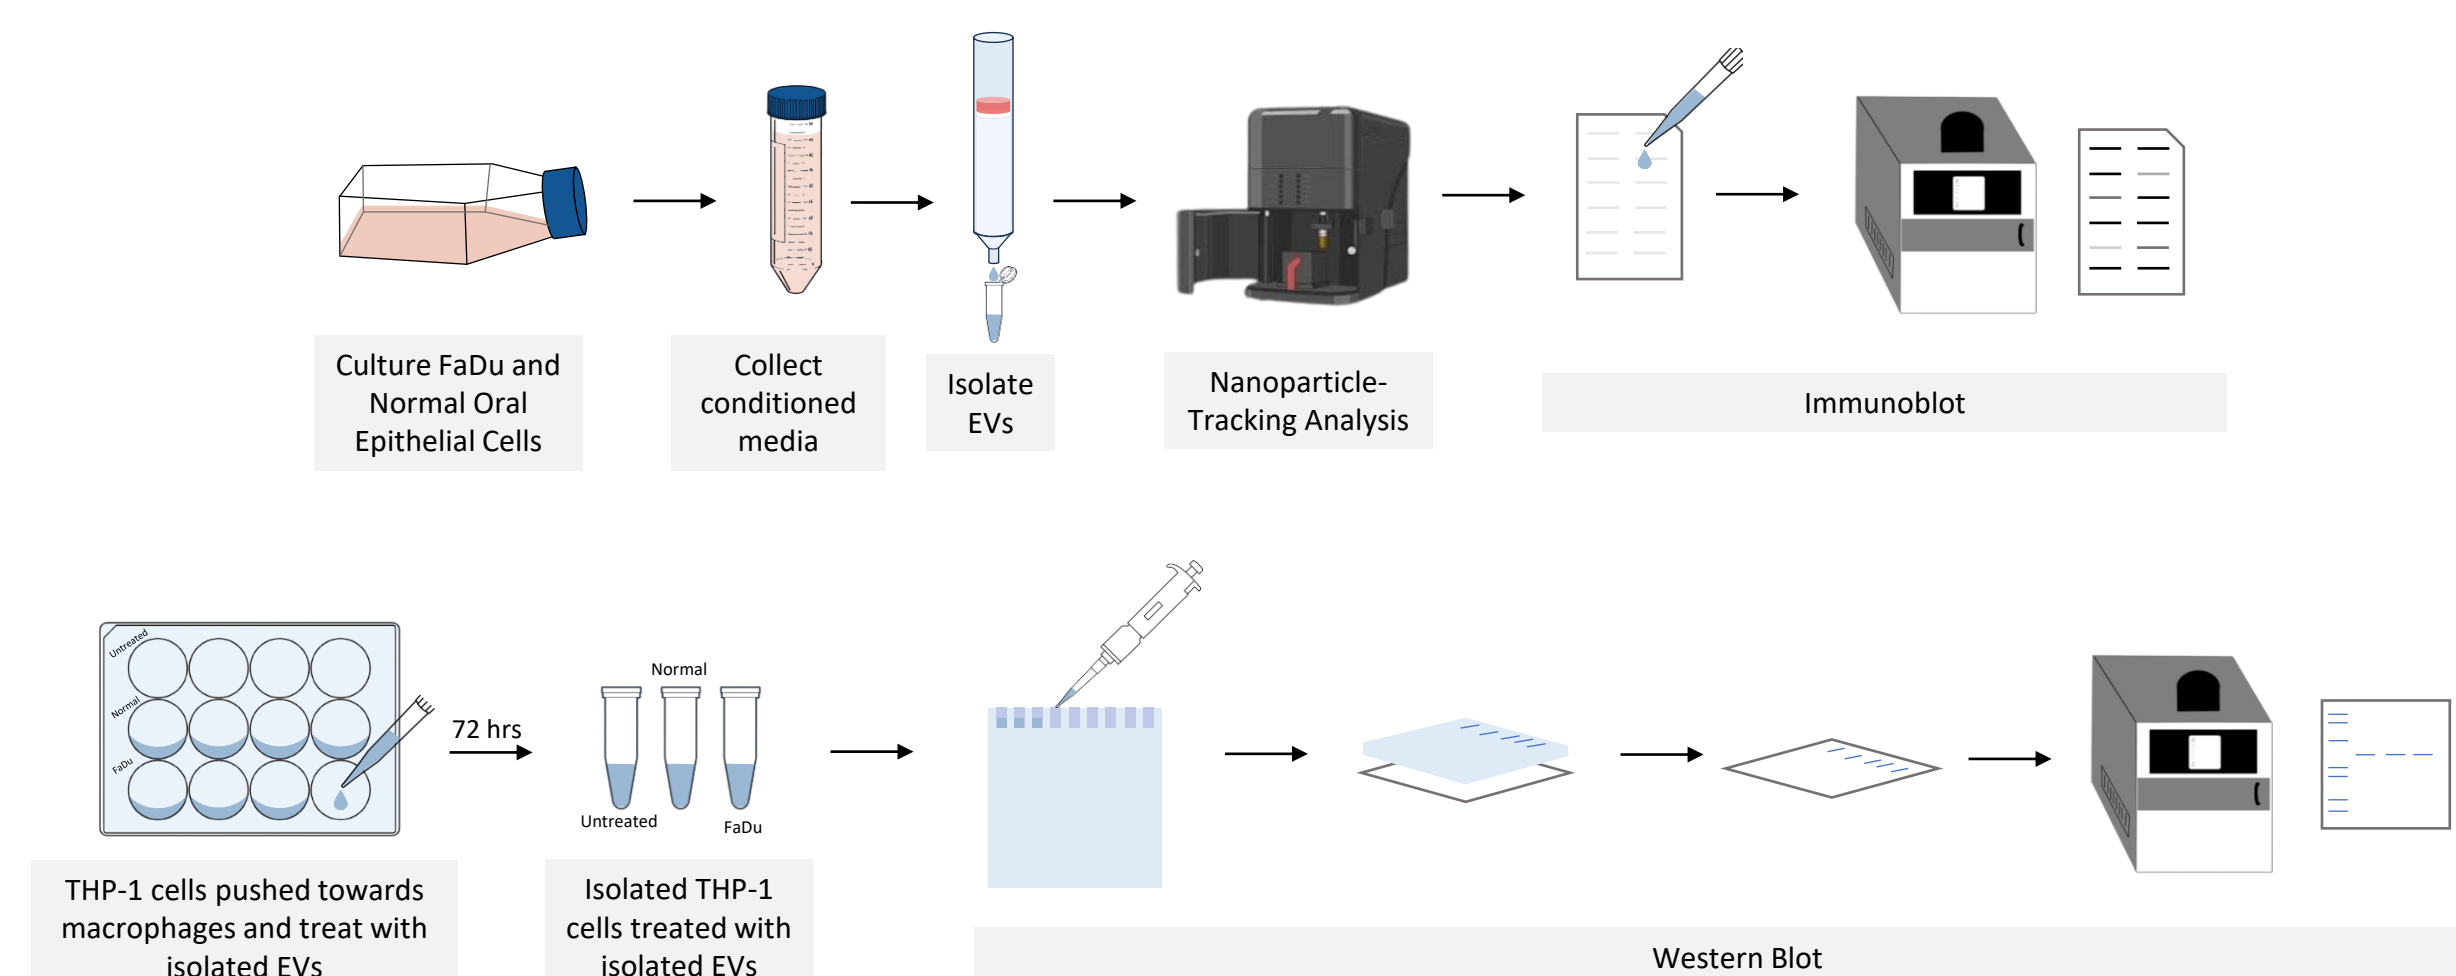 Culture FaDu and
Normal Oral
Epithelial Cells
Collect
conditioned
media
Isolate
EVs
Nanoparticle-
Tracking Analysis
Immunoblot
Untreated
Normal
FaDu
72 hrs
Normal
Untreated
FaDu
THP-1 cells pushed towards
macrophages and treat with
isolated EVs
Isolated THP-1
cells treated with
isolated EVs
Western Blot